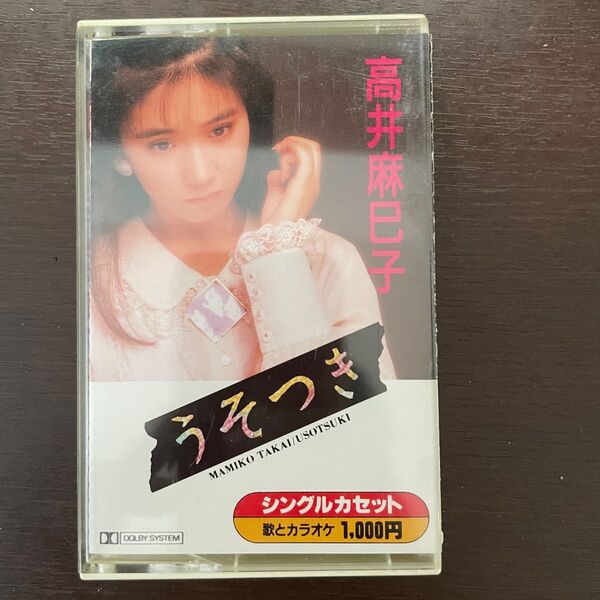 高井麻巳子
うそつき
MAMIKO TAKAI/USOTSUKI
シングルカセット
歌とカラオケ 1,000円
DOLBY SYSTEM